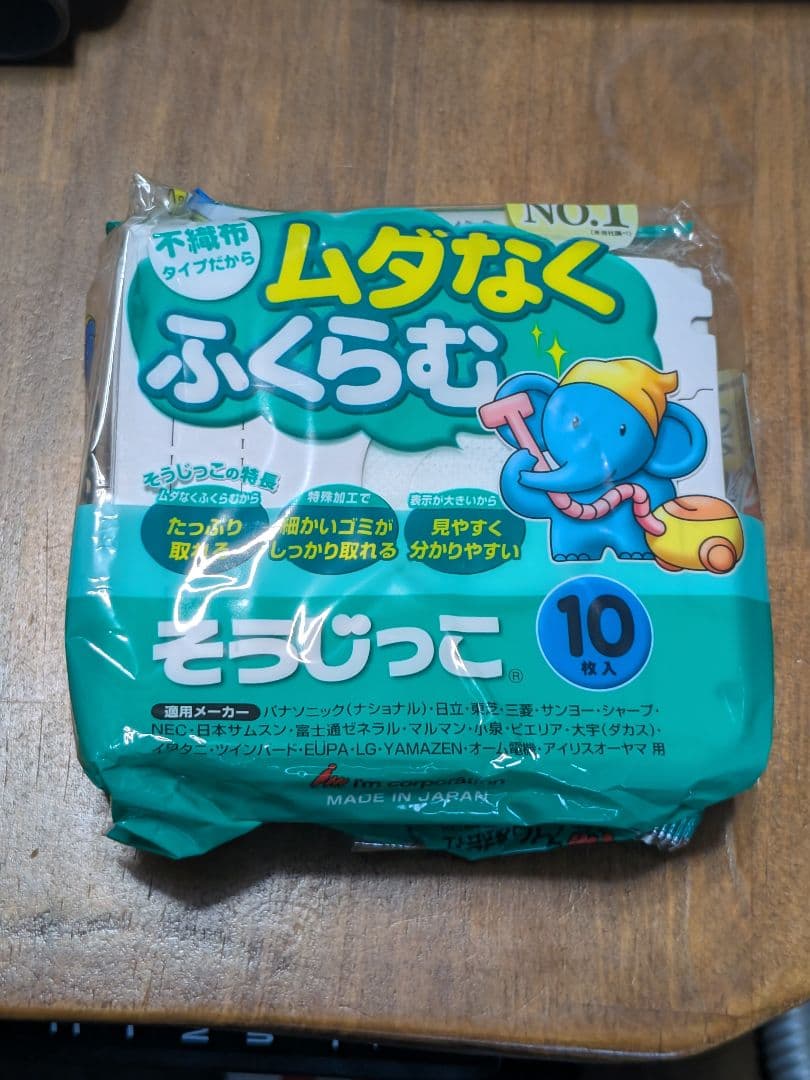 NO.1
不織布
タイプだから
ムダなく
ふくらむ
そうじっこの特長
ムダなくふくらむから
たっぷり
取れる
特殊加工で
細かいゴミが
しっかり取れる
表示が大きいから
見やすく
分かりやすい
そうじっこ®
10
枚入
適用メーカー パナソニック(ナショナル)・日立・東芝・三菱・サンヨー・シャープ・
NEC・日本サムスン・富士通ゼネラル・マルマン・小泉・ピエリア・大宇(ダカス)・
イワタニ・ツインバード・EUPA・LG・YAMAZEN・オーム電機・アイリスオーヤマ 用
im i'm corporation
MADE IN JAPAN